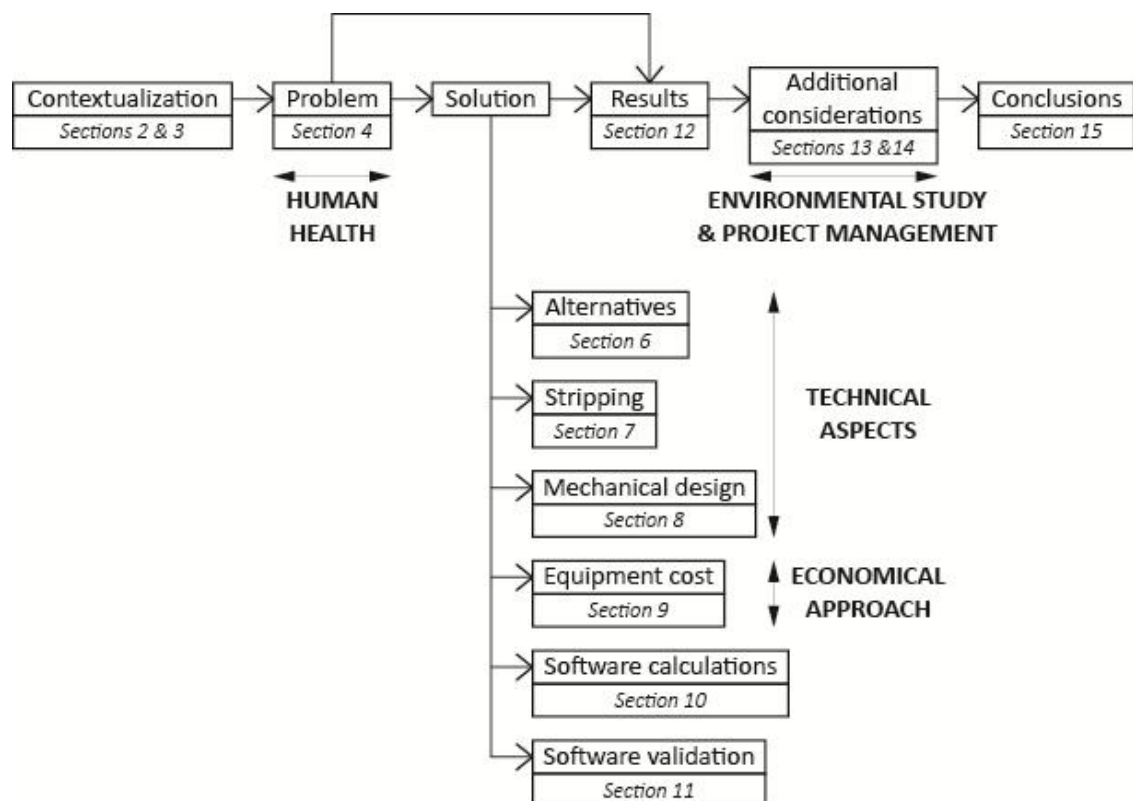 Contextualization
Sections 2 & 3
Problem
Section 4
Solution
Results
Section 12
Additional
considerations
Sections 13 &14
Conclusions
Section 15
HUMAN
HEALTH
ENVIRONMENTAL STUDY
& PROJECT MANAGEMENT
Alternatives
Section 6
Stripping
Section 7
Mechanical design
Section 8
TECHNICAL
ASPECTS
Equipment cost
Section 9
ECONOMICAL
APPROACH
Software calculations
Section 10
Software validation
Section 11